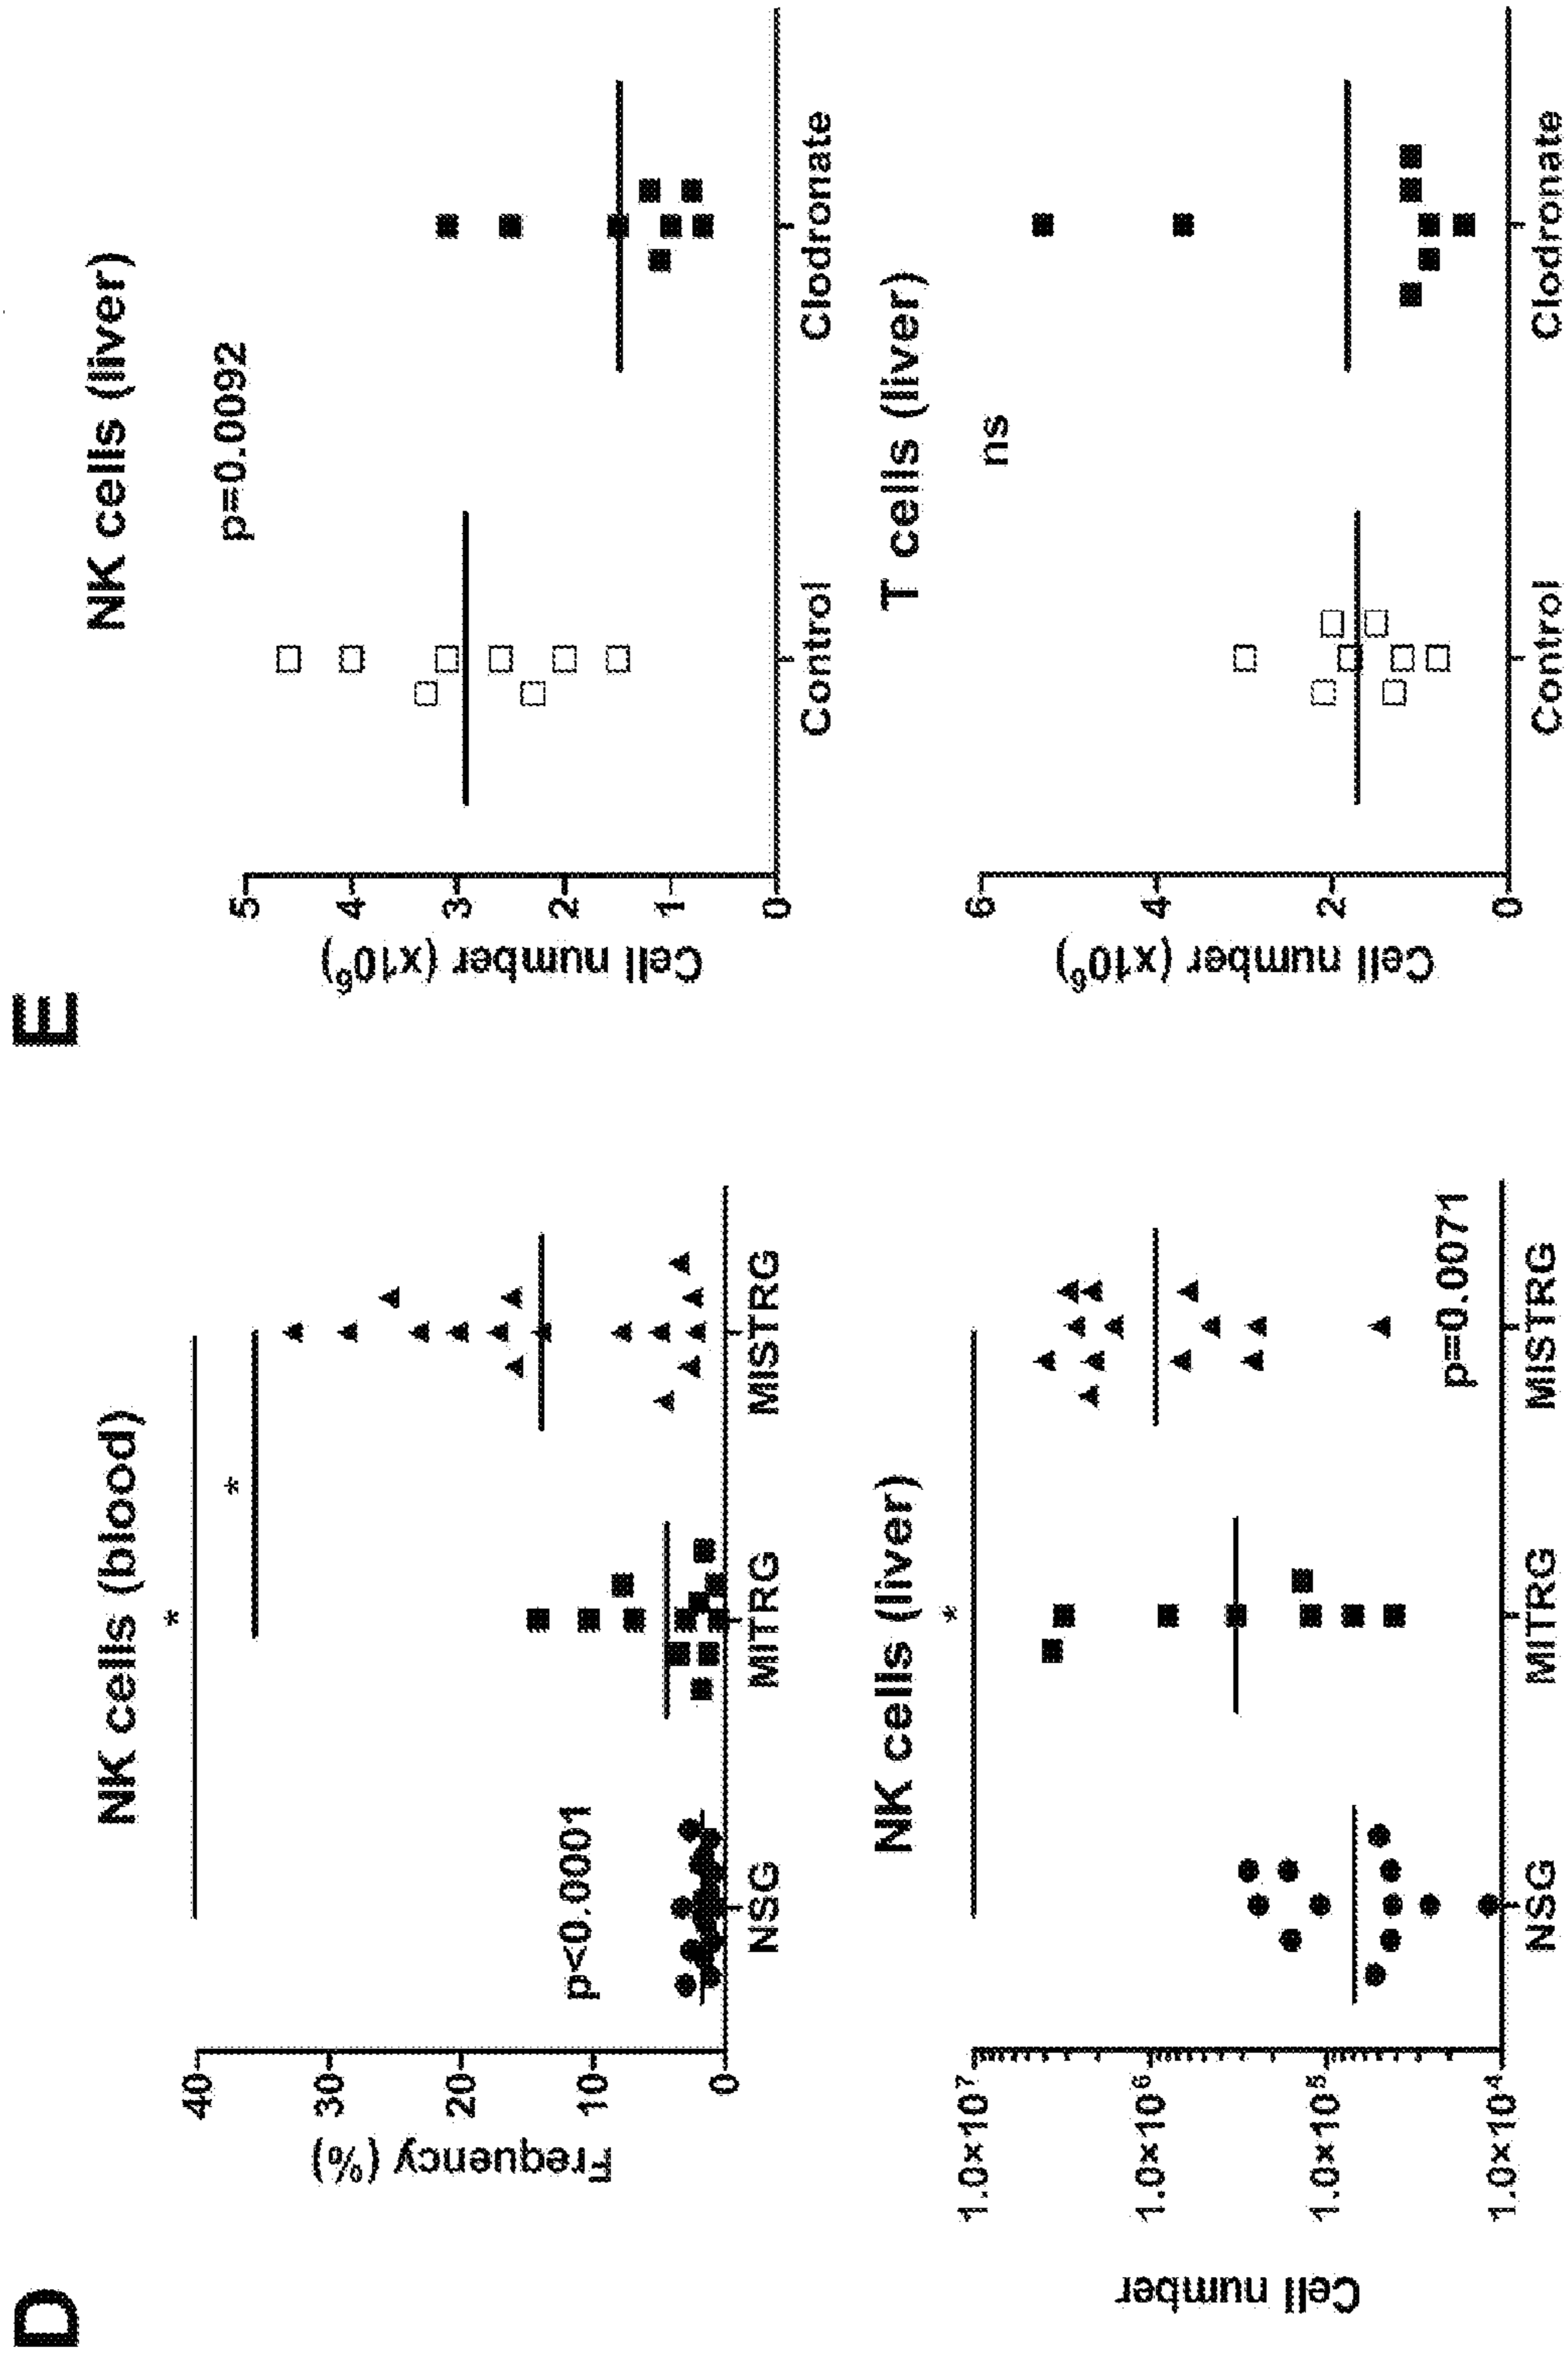 D
NK cells (blood)
*
*
p<0.0001
Frequency (%)
40
30
20
10
0
NSG
MITRG
MISTRG
NK cells (liver)
*
Cell number
1.0×10⁷
1.0×10⁶
1.0×10⁵
1.0×10⁴
p=0.0071
NSG
MITRG
MISTRG
E
NK cells (liver)
p=0.0092
Cell number (x10⁶)
5
4
3
2
1
0
Control
Clodronate
T cells (liver)
ns
Cell number (x10⁶)
6
4
2
0
Control
Clodronate